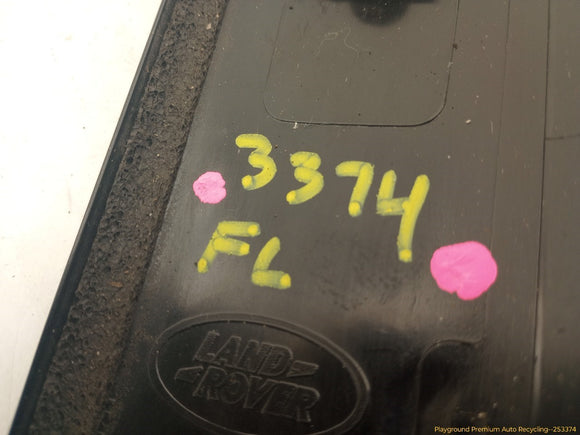 3374
FL
LAND
ROVER
Playground Premium Auto Recycling--253374